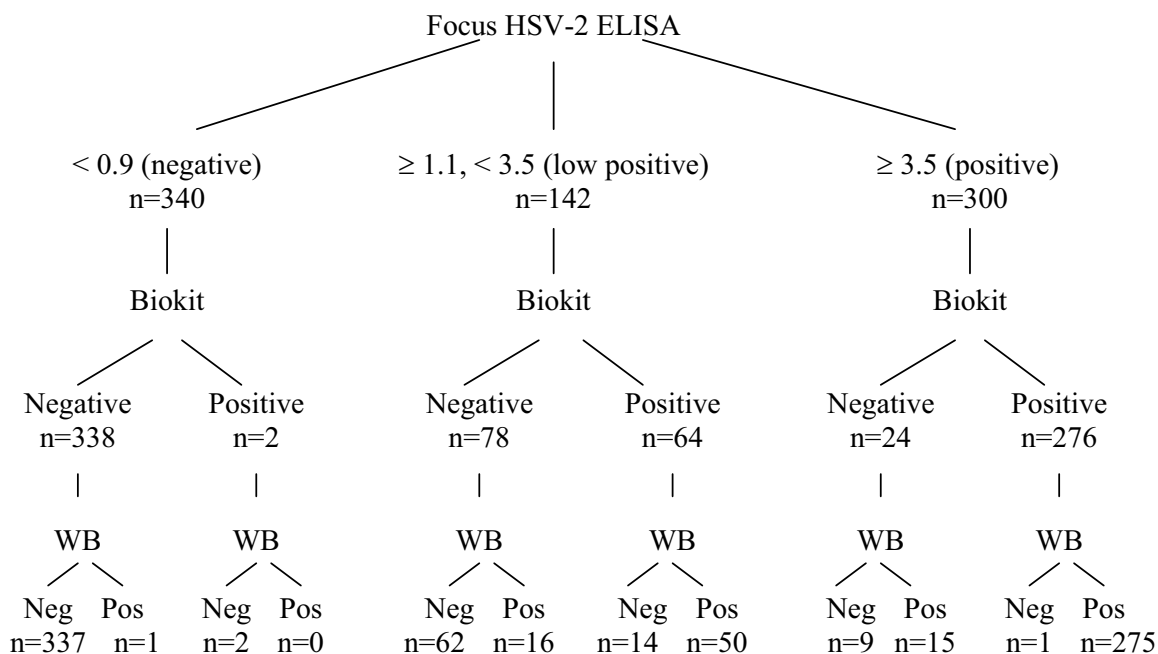 Focus HSV-2 ELISA
< 0.9 (negative) ≥ 1.1, < 3.5 (low positive) ≥ 3.5 (positive)
n=340 n=142 n=300
Biokit Biokit Biokit
Negative Positive Negative Positive Negative Positive
n=338 n=2 n=78 n=64 n=24 n=276
WB WB WB WB WB WB
Neg Pos Neg Pos Neg Pos Neg Pos Neg Pos Neg Pos
n=337 n=1 n=2 n=0 n=62 n=16 n=14 n=50 n=9 n=15 n=1 n=275